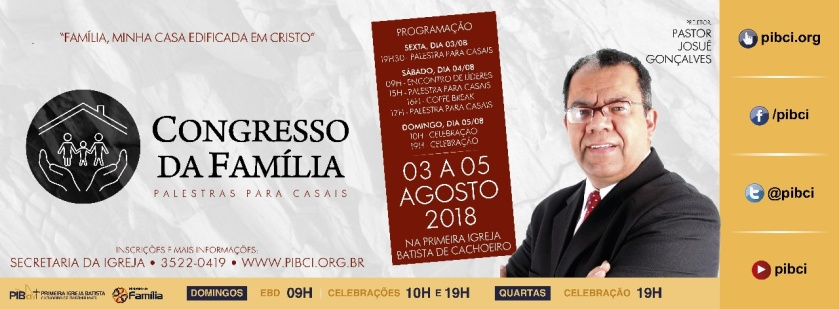 "FAMÍLIA, MINHA CASA EDIFICADA EM CRISTO"
CONGRESSO
DA FAMÍLIA
PALESTRAS PARA CASAIS
INSCRIÇÕES E MAIS INFORMAÇÕES:
SECRETARIA DA IGREJA • 3522-0419 • WWW.PIBCI.ORG.BR
PROGRAMAÇÃO
SEXTA, DIA 03/08
19H30 - PALESTRA PARA CASAIS
SÁBADO, DIA 04/08
09H - ENCONTRO DE LÍDERES
15H - PALESTRA PARA CASAIS
16H - COFFE BREAK
17H - PALESTRA PARA CASAIS
DOMINGO, DIA 05/08
10H - CELEBRAÇÃO
19H - CELEBRAÇÃO
03 A 05
AGOSTO
2018
NA PRIMEIRA IGREJA
BATISTA DE CACHOEIRO
PRELETOR:
PASTOR
JOSUÉ
GONÇALVES
pibci.org
/pibci
@pibci
pibci
PIBCI PRIMEIRA IGREJA BATISTA
Família
DOMINGOS EBD 09H | CELEBRAÇÕES 10H E 19H QUARTAS CELEBRAÇÃO 19H